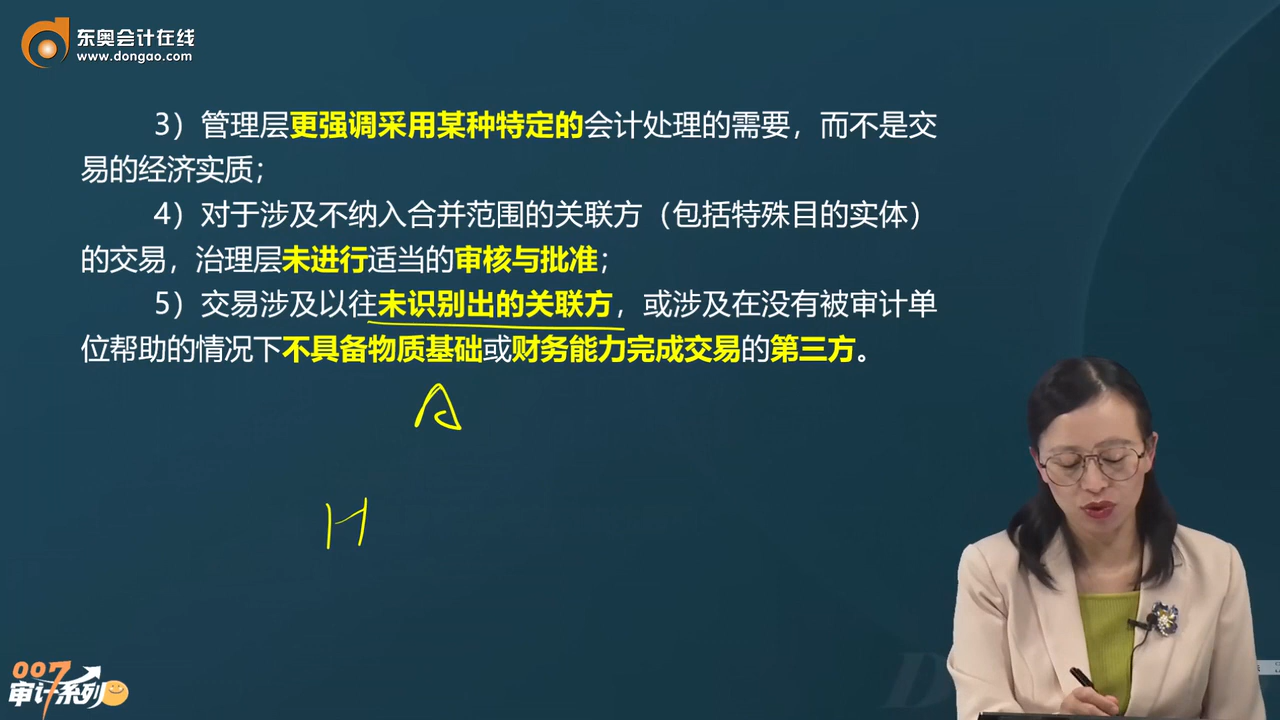 东奥会计在线
www.dongao.com
3）管理层更强调采用某种特定的会计处理的需要，而不是交
易的经济实质；
4）对于涉及不纳入合并范围的关联方（包括特殊目的实体）
的交易，治理层未进行适当的审核与批准；
5）交易涉及以往未识别出的关联方，或涉及在没有被审计单
位帮助的情况下不具备物质基础或财务能力完成交易的第三方。
A
H
007
审计系列